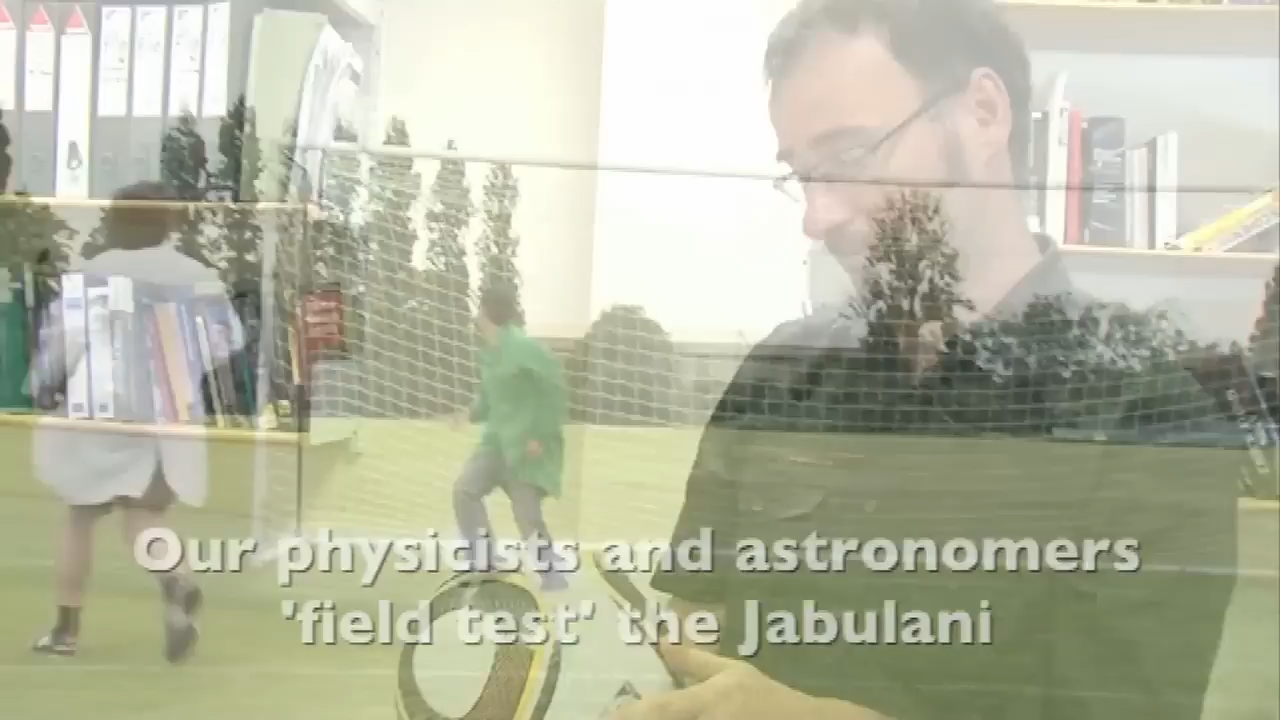 Our physicists and astronomers
'field test' the Jabulani